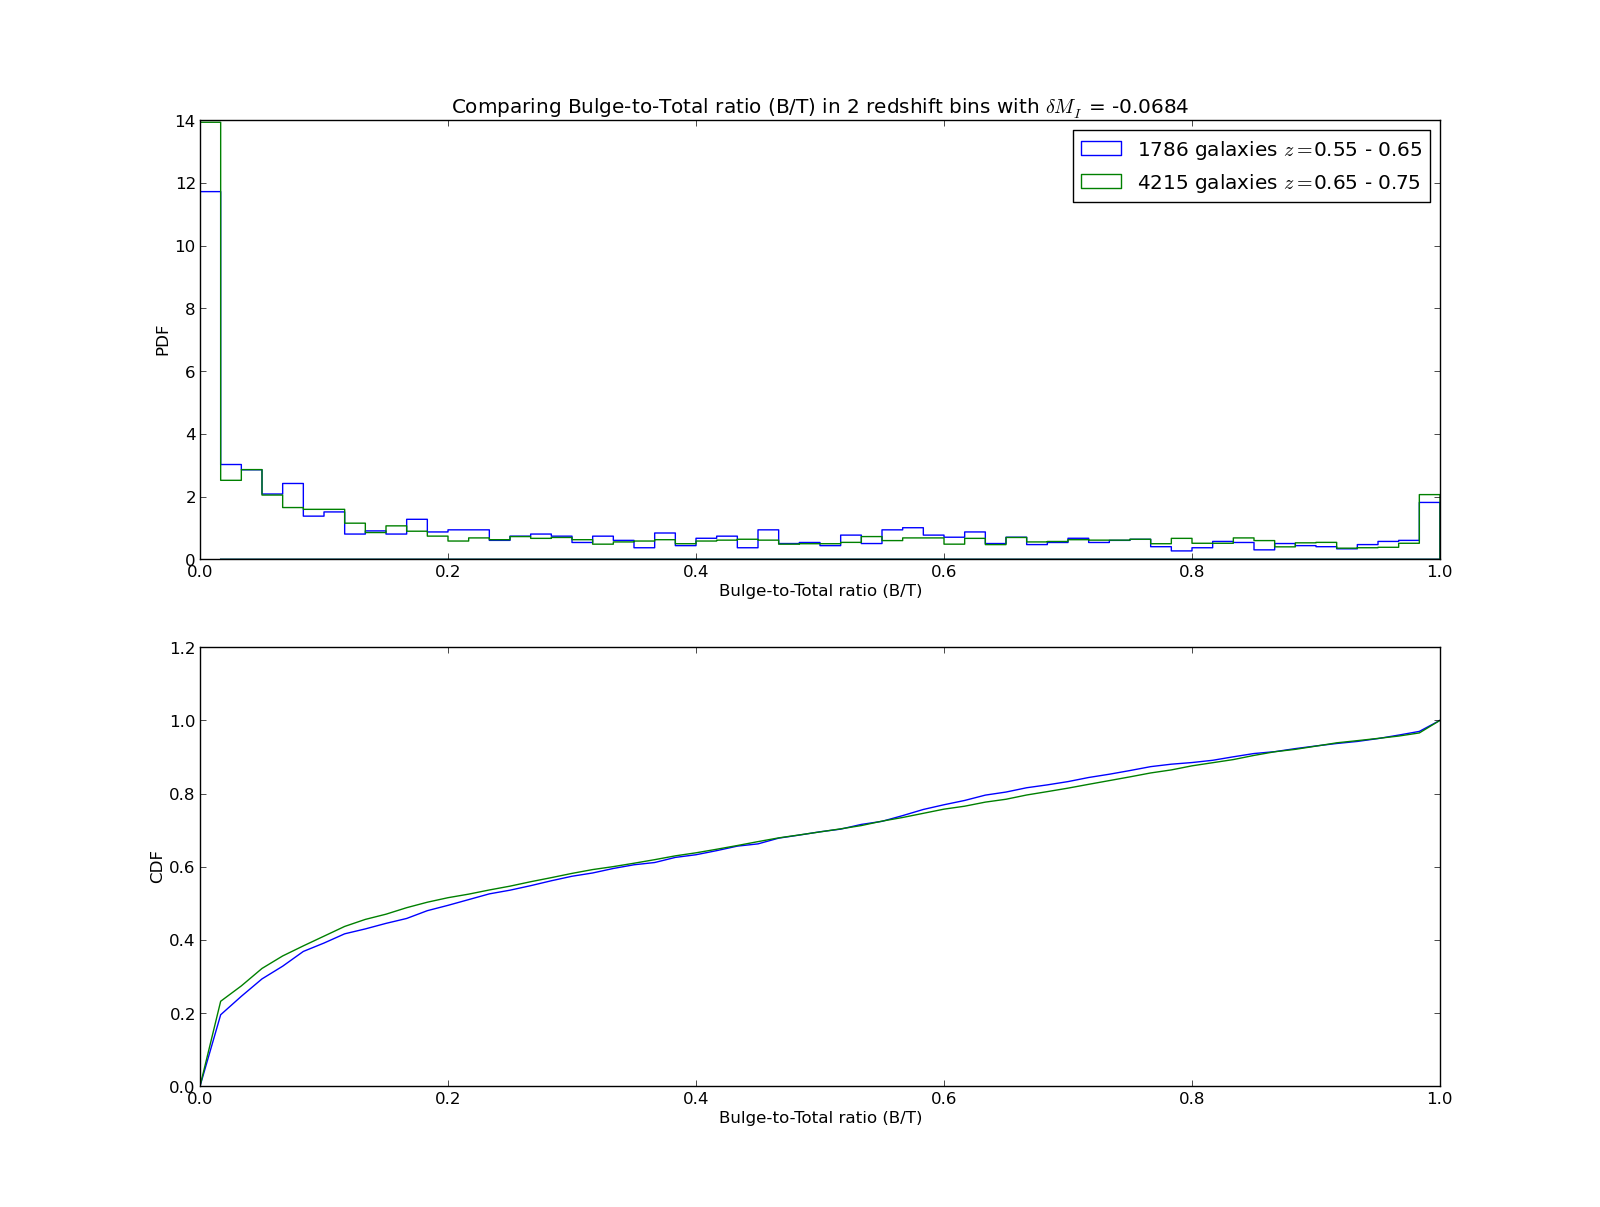 Comparing Bulge-to-Total ratio (B/T) in 2 redshift bins with δM_I = -0.0684
14
12
10
8
6
4
2
0
PDF
1786 galaxies z=0.55 - 0.65
4215 galaxies z=0.65 - 0.75
0.0 0.2 0.4 0.6 0.8 1.0
Bulge-to-Total ratio (B/T)
1.2
1.0
0.8
0.6
0.4
0.2
0.0
CDF
0.0 0.2 0.4 0.6 0.8 1.0
Bulge-to-Total ratio (B/T)